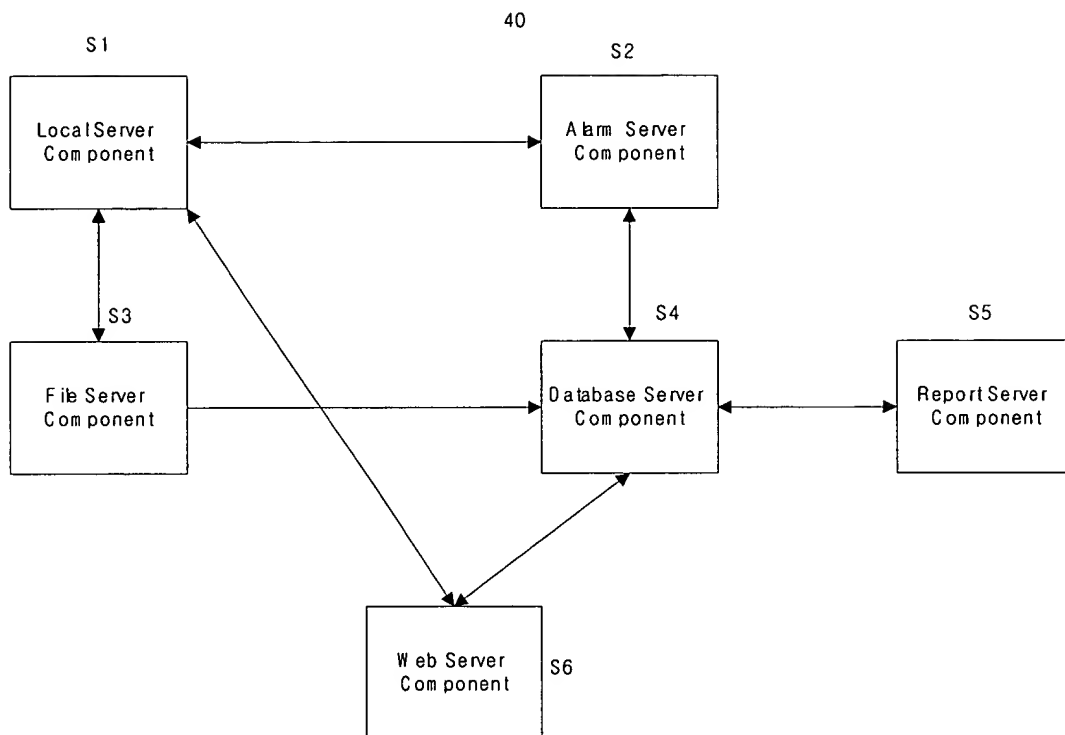 40
S1
S2
Local Server
Component
Alarm Server
Component
S3
S4
S5
File Server
Component
Database Server
Component
Report Server
Component
Web Server
Component
S6